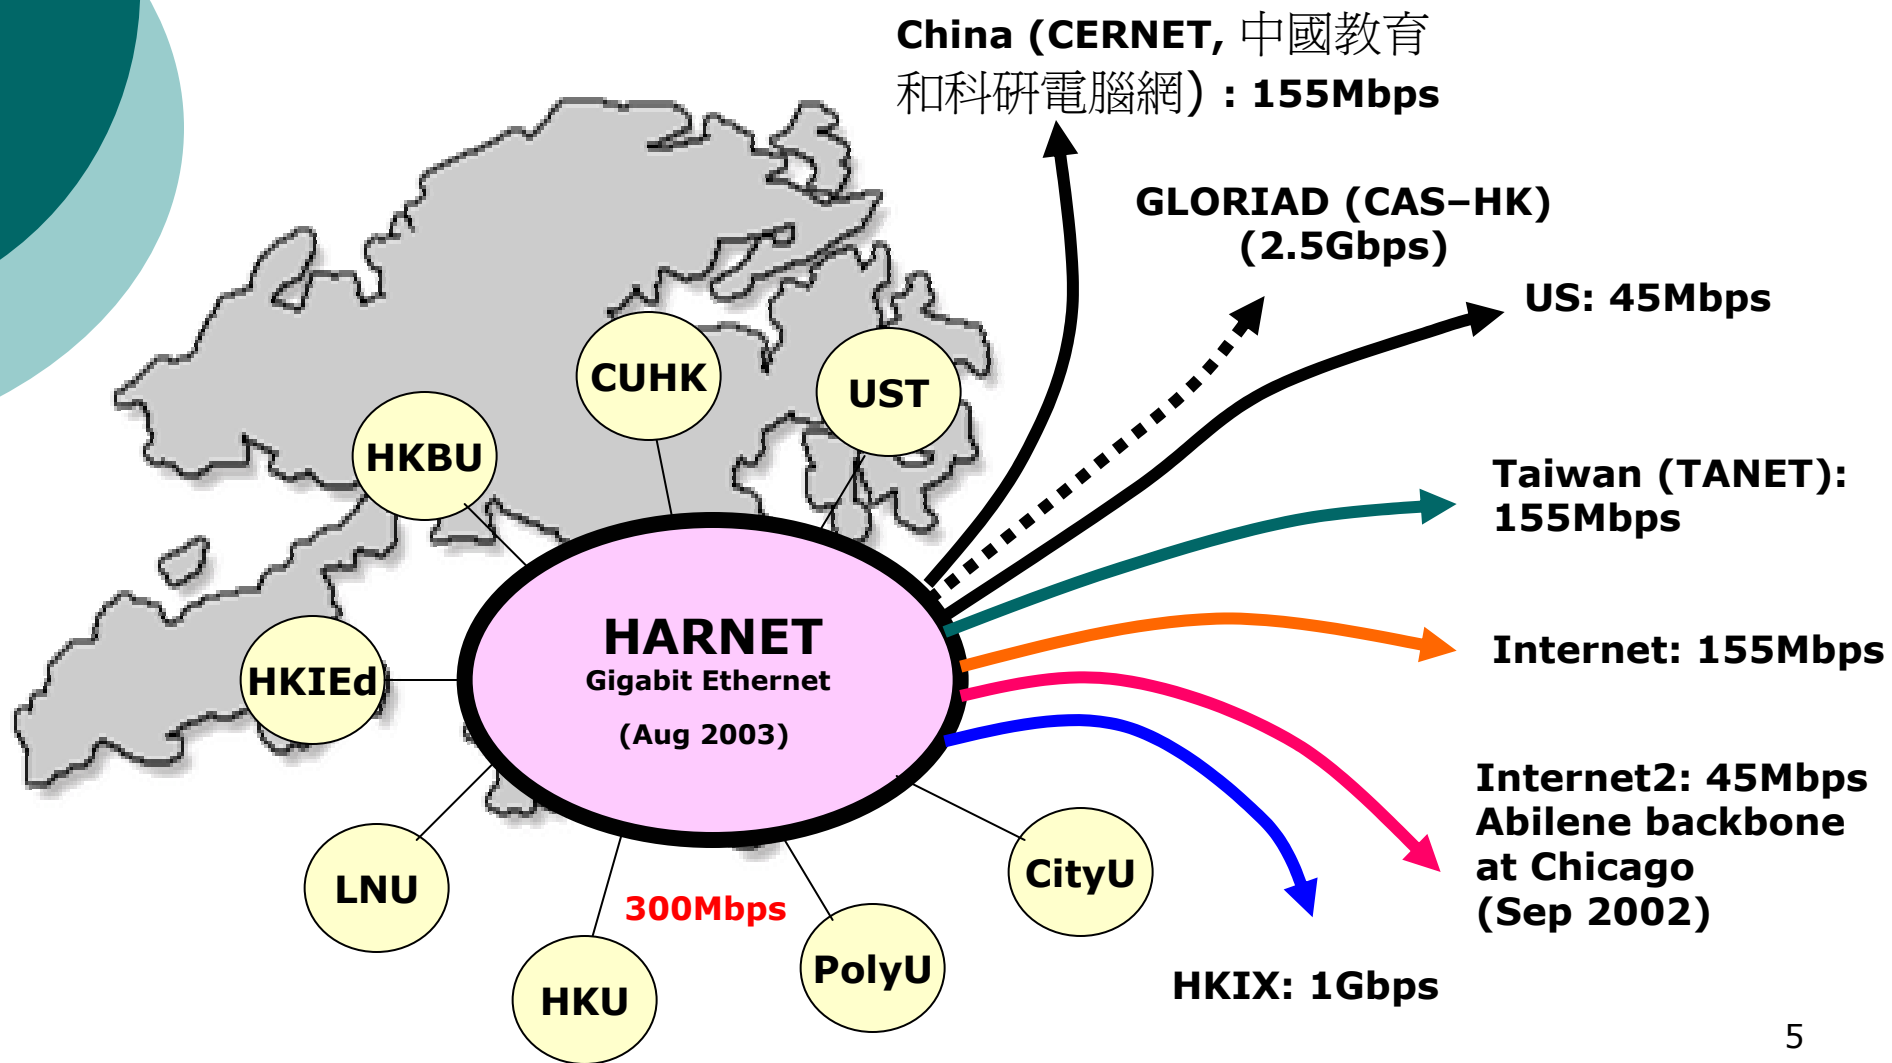 China (CERNET, 中國教育
和科研電腦網) : 155Mbps
GLORIAD (CAS–HK)
(2.5Gbps)
US: 45Mbps
CUHK
UST
HKBU
Taiwan (TANET):
155Mbps
HARNET
Gigabit Ethernet
(Aug 2003)
HKIEd
Internet: 155Mbps
Internet2: 45Mbps
Abilene backbone
at Chicago
(Sep 2002)
LNU
300Mbps
CityU
HKU
PolyU
HKIX: 1Gbps
5